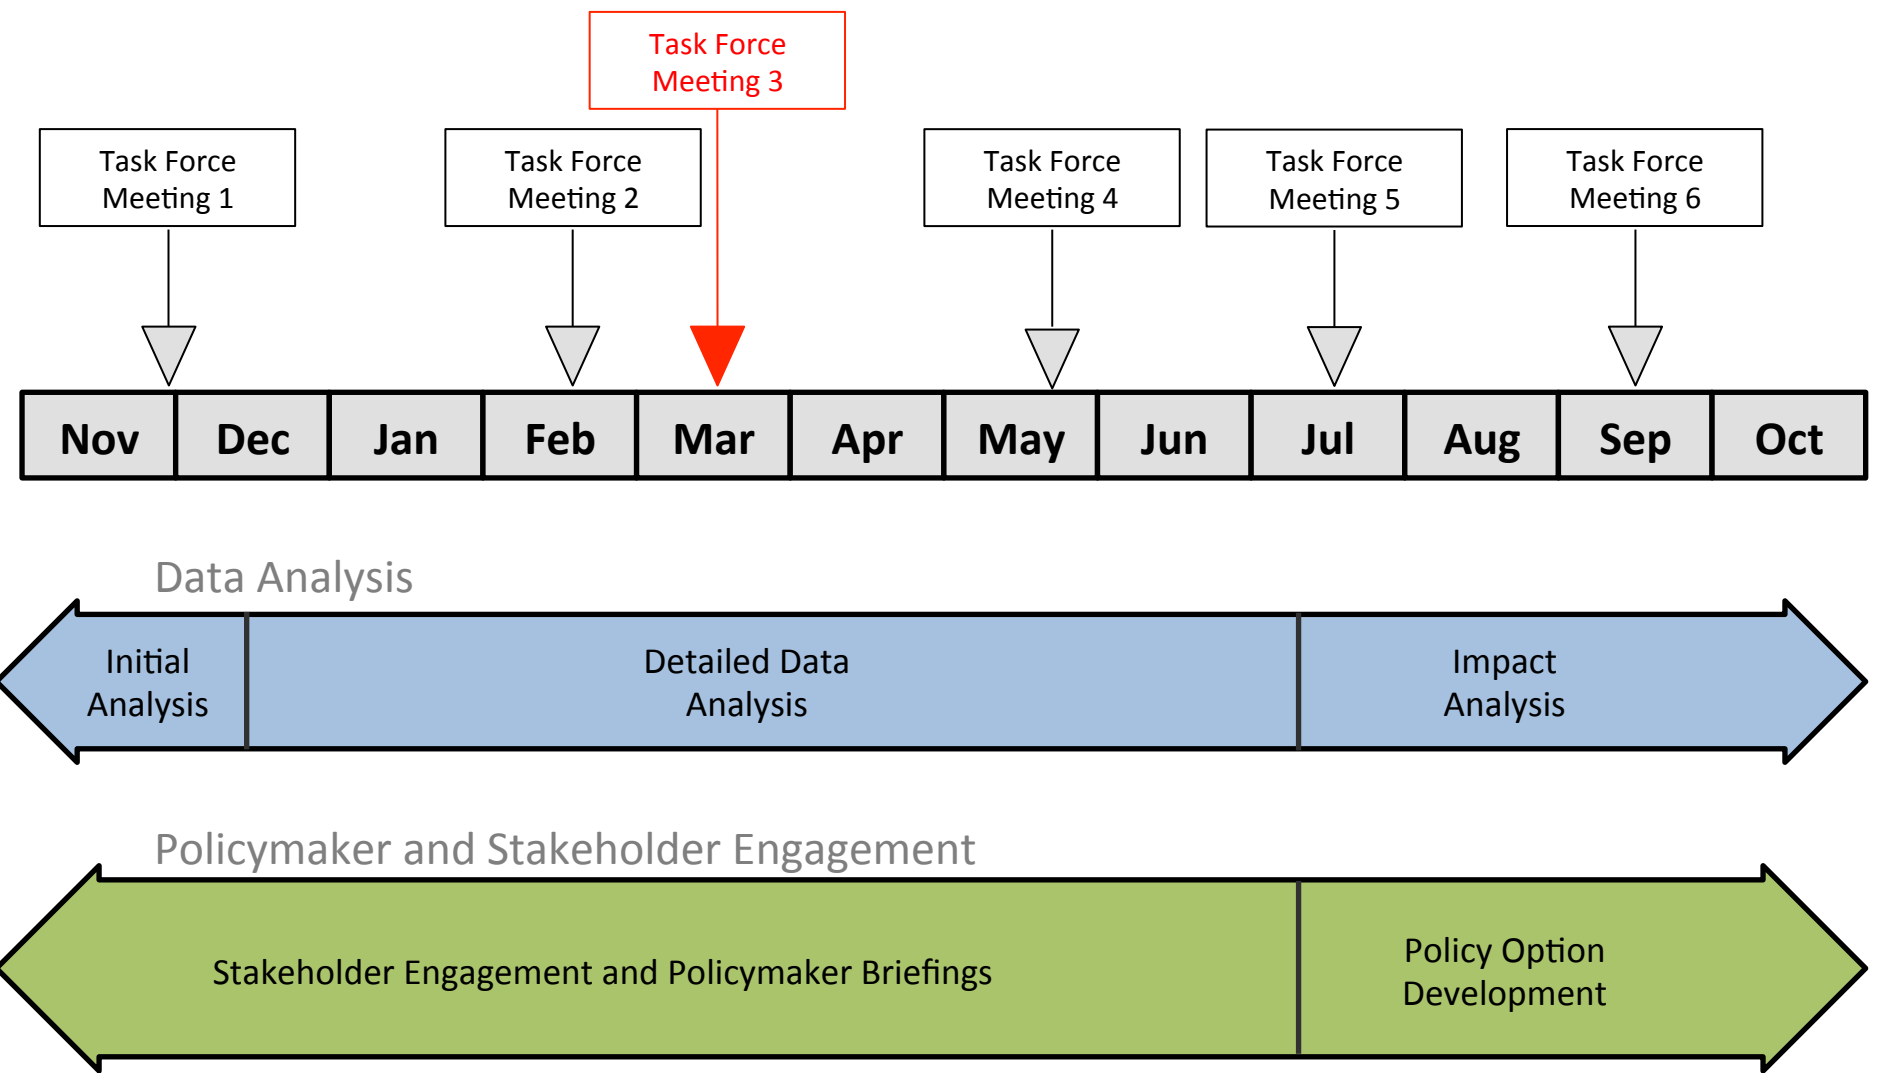 Task Force
Meeting 3
Task Force
Meeting 1
Task Force
Meeting 2
Task Force
Meeting 4
Task Force
Meeting 5
Task Force
Meeting 6
Nov Dec Jan Feb Mar Apr May Jun Jul Aug Sep Oct
Data Analysis
Initial
Analysis
Detailed Data
Analysis
Impact
Analysis
Policymaker and Stakeholder Engagement
Stakeholder Engagement and Policymaker Briefings
Policy Option
Development